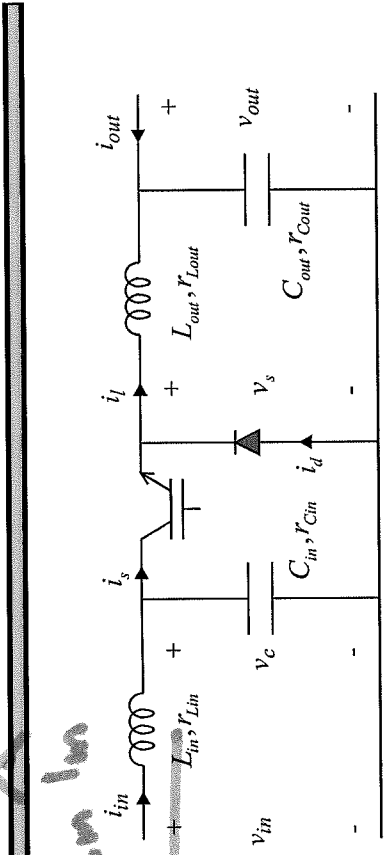 i_in
L_in, r_Lin
+
v_in
+
v_c
-
i_s
C_in, r_Cin
i_l
+
v_s
-
i_d
L_out, r_Lout
C_out, r_Cout
i_out
+
v_out
-